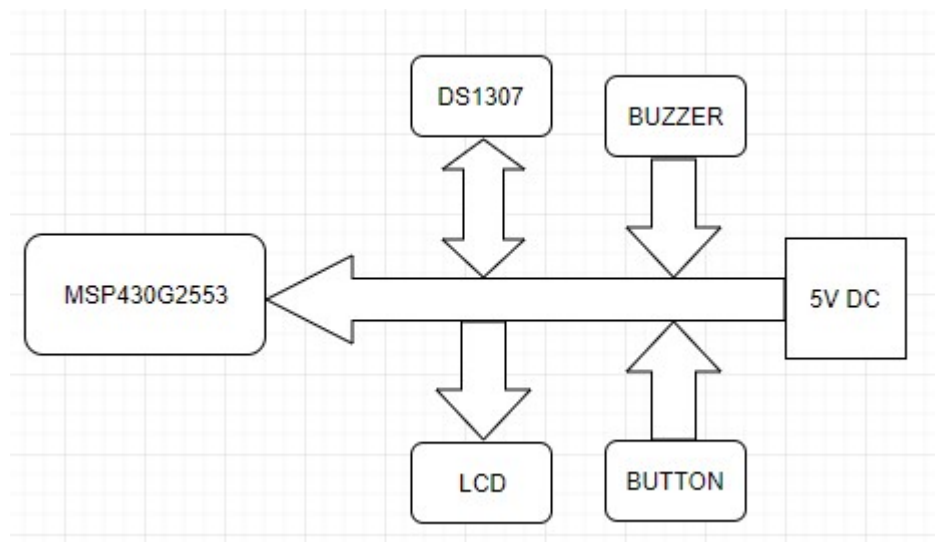 DS1307
BUZZER
MSP430G2553
5V DC
LCD
BUTTON